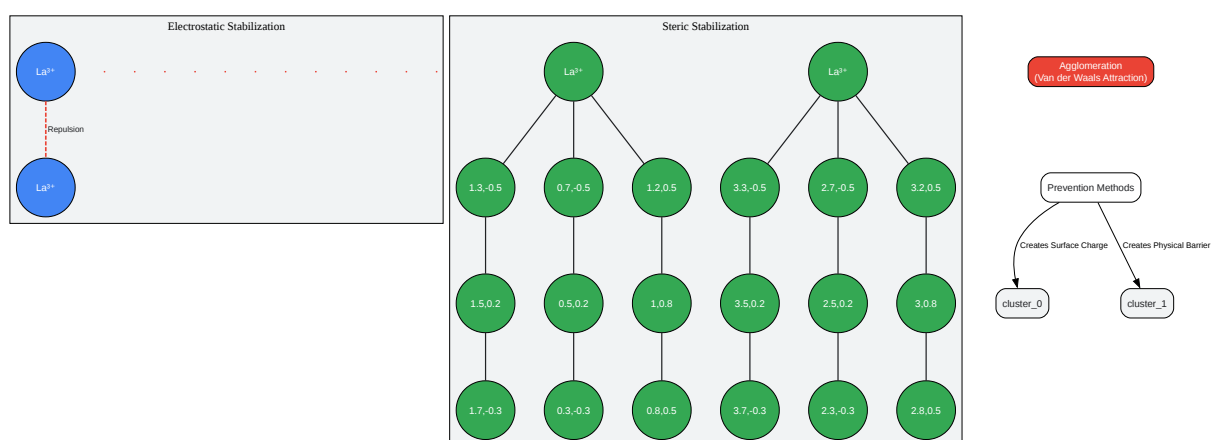 Electrostatic Stabilization
La³⁺
Repulsion
La³⁺
Steric Stabilization
La³⁺
La³⁺
1.3,-0.5
0.7,-0.5
1.2,0.5
3.3,-0.5
2.7,-0.5
3.2,0.5
1.5,0.2
0.5,0.2
1,0.8
3.5,0.2
2.5,0.2
3,0.8
1.7,-0.3
0.3,-0.3
0.8,0.5
3.7,-0.3
2.3,-0.3
2.8,0.5
Agglomeration
(Van der Waals Attraction)
Prevention Methods
Creates Surface Charge
Creates Physical Barrier
cluster_0
cluster_1